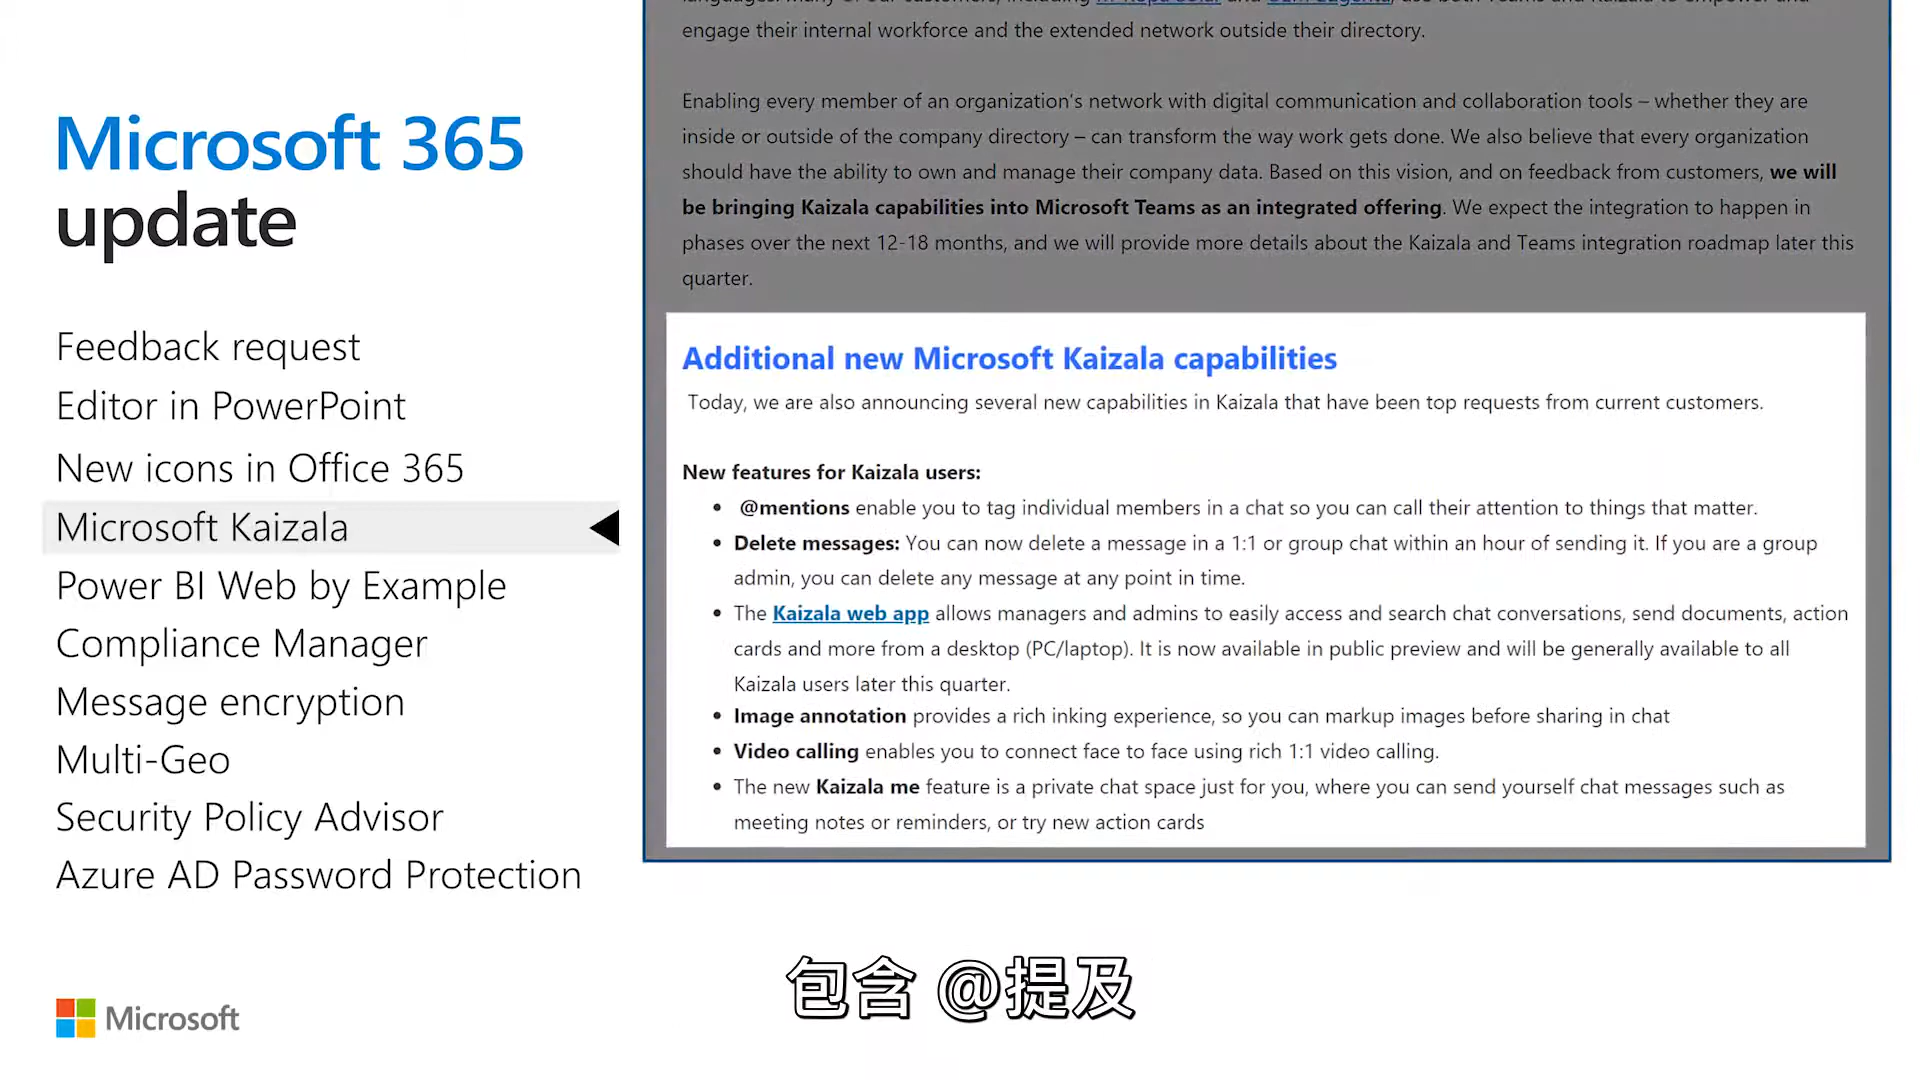 Microsoft 365
update
Feedback request
Editor in PowerPoint
New icons in Office 365
Microsoft Kaizala
Power BI Web by Example
Compliance Manager
Message encryption
Multi-Geo
Security Policy Advisor
Azure AD Password Protection
Microsoft
engage their internal workforce and the extended network outside their directory.
Enabling every member of an organization's network with digital communication and collaboration tools – whether they are
inside or outside of the company directory – can transform the way work gets done. We also believe that every organization
should have the ability to own and manage their company data. Based on this vision, and on feedback from customers, we will
be bringing Kaizala capabilities into Microsoft Teams as an integrated offering. We expect the integration to happen in
phases over the next 12-18 months, and we will provide more details about the Kaizala and Teams integration roadmap later this
quarter.
Additional new Microsoft Kaizala capabilities
Today, we are also announcing several new capabilities in Kaizala that have been top requests from current customers.
New features for Kaizala users:
• @mentions enable you to tag individual members in a chat so you can call their attention to things that matter.
• Delete messages: You can now delete a message in a 1:1 or group chat within an hour of sending it. If you are a group
admin, you can delete any message at any point in time.
• The Kaizala web app allows managers and admins to easily access and search chat conversations, send documents, action
cards and more from a desktop (PC/laptop). It is now available in public preview and will be generally available to all
Kaizala users later this quarter.
• Image annotation provides a rich inking experience, so you can markup images before sharing in chat
• Video calling enables you to connect face to face using rich 1:1 video calling.
• The new Kaizala me feature is a private chat space just for you, where you can send yourself chat messages such as
meeting notes or reminders, or try new action cards
包含 @提及